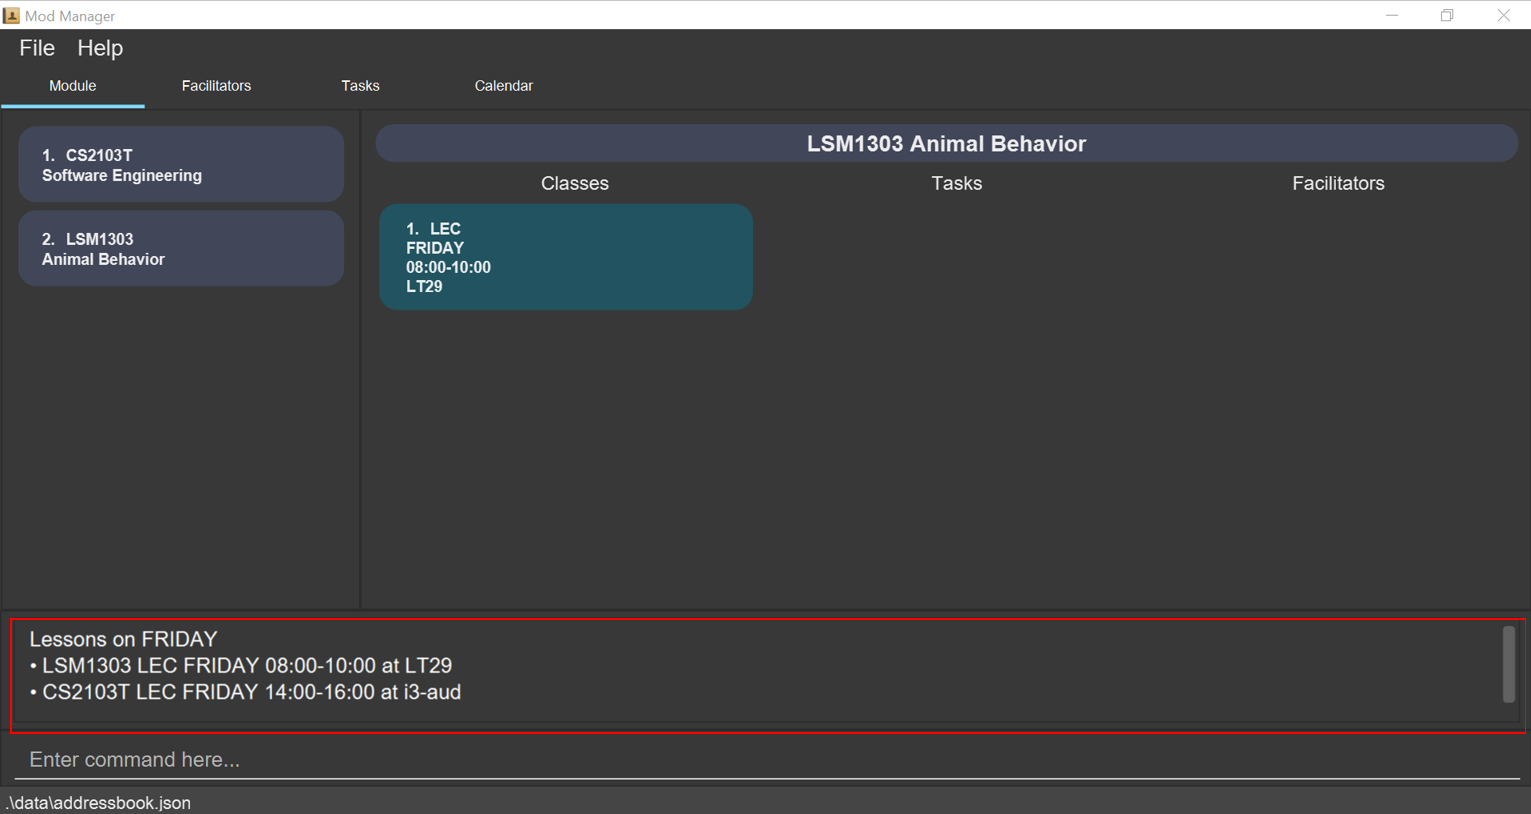 Mod Manager
File Help
Module Facilitators Tasks Calendar
1. CS2103T
Software Engineering
2. LSM1303
Animal Behavior
LSM1303 Animal Behavior
Classes Tasks Facilitators
1. LEC
FRIDAY
08:00-10:00
LT29
Lessons on FRIDAY
• LSM1303 LEC FRIDAY 08:00-10:00 at LT29
• CS2103T LEC FRIDAY 14:00-16:00 at i3-aud
Enter command here...
.\data\addressbook.json